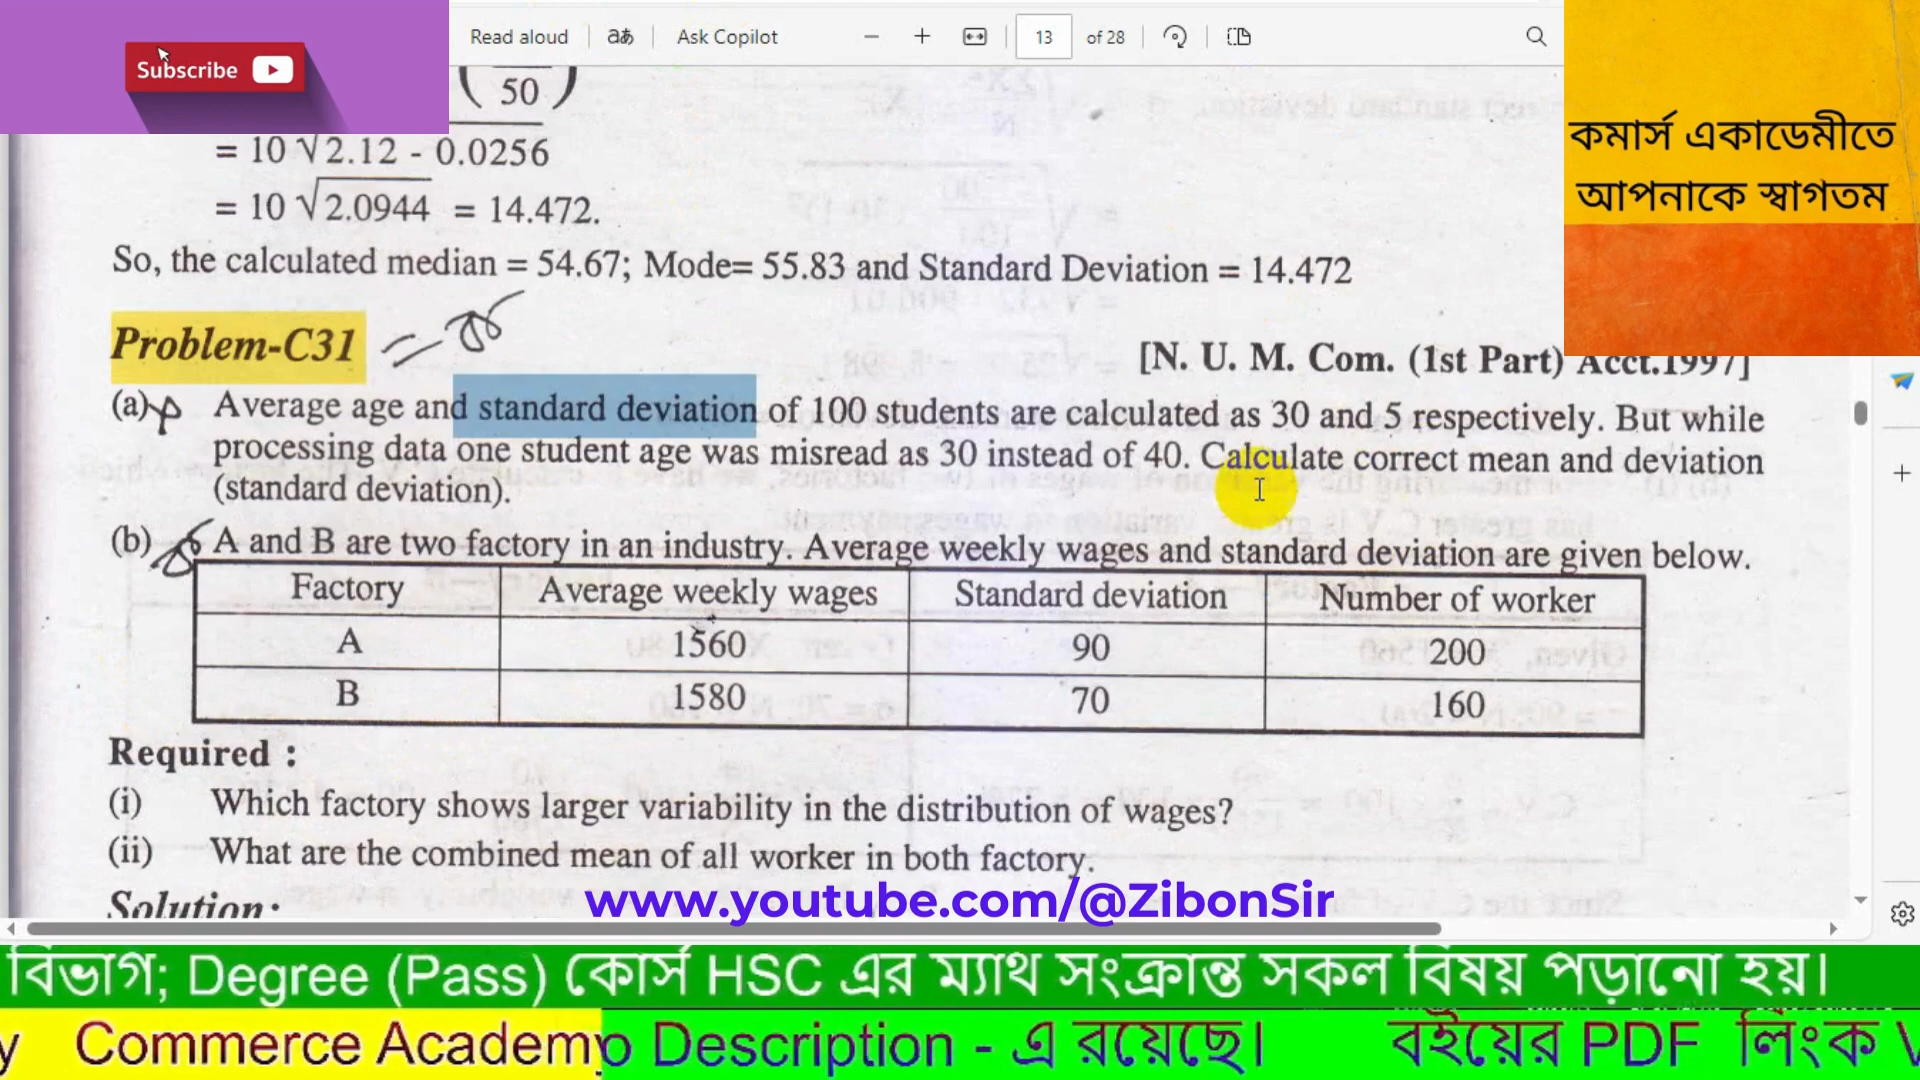 Subscribe
Read aloud
aあ
Ask Copilot
13 of 28
কমার্স একাডেমীতে
আপনাকে স্বাগতম
( 50 )
= 10 √2.12 - 0.0256
= 10 √2.0944 = 14.472.
So, the calculated median = 54.67; Mode= 55.83 and Standard Deviation = 14.472
Problem-C31
[N. U. M. Com. (1st Part) Acct.1997]
(a) Average age and standard deviation of 100 students are calculated as 30 and 5 respectively. But while
processing data one student age was misread as 30 instead of 40. Calculate correct mean and deviation
(standard deviation).
(b) A and B are two factory in an industry. Average weekly wages and standard deviation are given below.
Factory Average weekly wages Standard deviation Number of worker
A 1560 90 200
B 1580 70 160
Required :
(i) Which factory shows larger variability in the distribution of wages?
(ii) What are the combined mean of all worker in both factory.
Solution:
www.youtube.com/@ZibonSir
বিভাগ; Degree (Pass) কোর্স HSC এর ম্যাথ সংক্রান্ত সকল বিষয় পড়ানো হয়।
y Commerce Academy
o Description - এ রয়েছে। বইয়ের PDF লিংক V